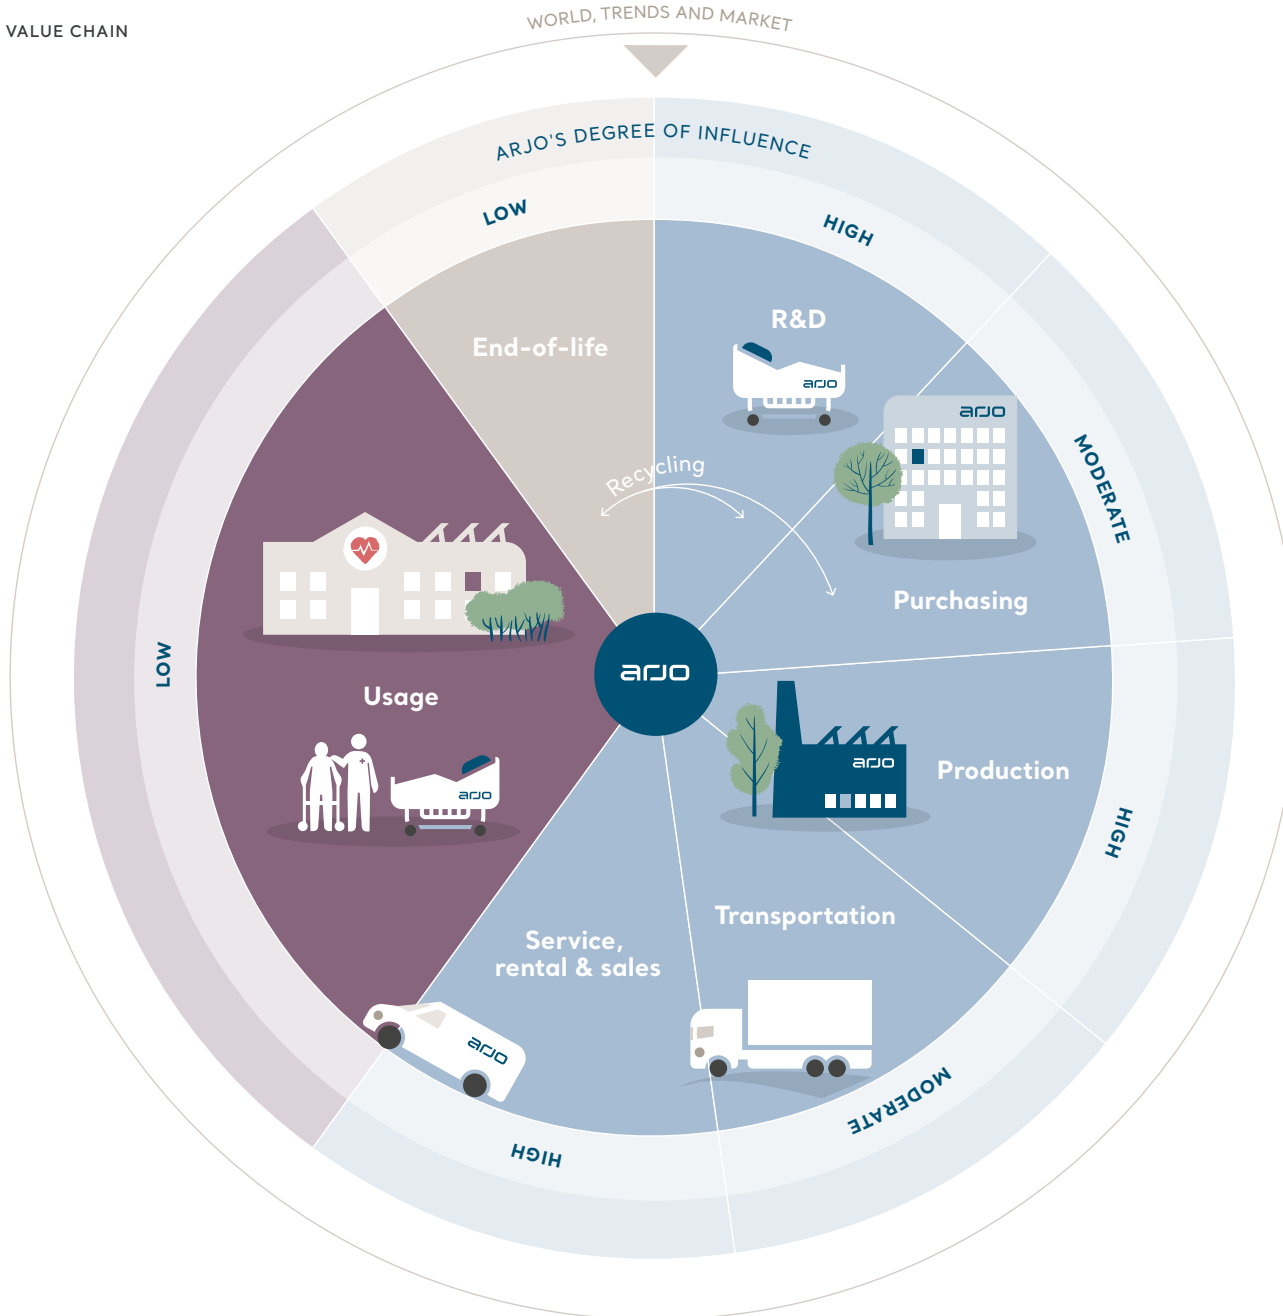 VALUE CHAIN
WORLD, TRENDS AND MARKET
ARJO'S DEGREE OF INFLUENCE
LOW
HIGH
End-of-life
R&D
arjo
arjo
MODERATE
Recycling
Purchasing
LOW
arjo
Usage
arjo
Production
arjo
HIGH
Transportation
Service,
rental & sales
arjo
MODERATE
HIGH